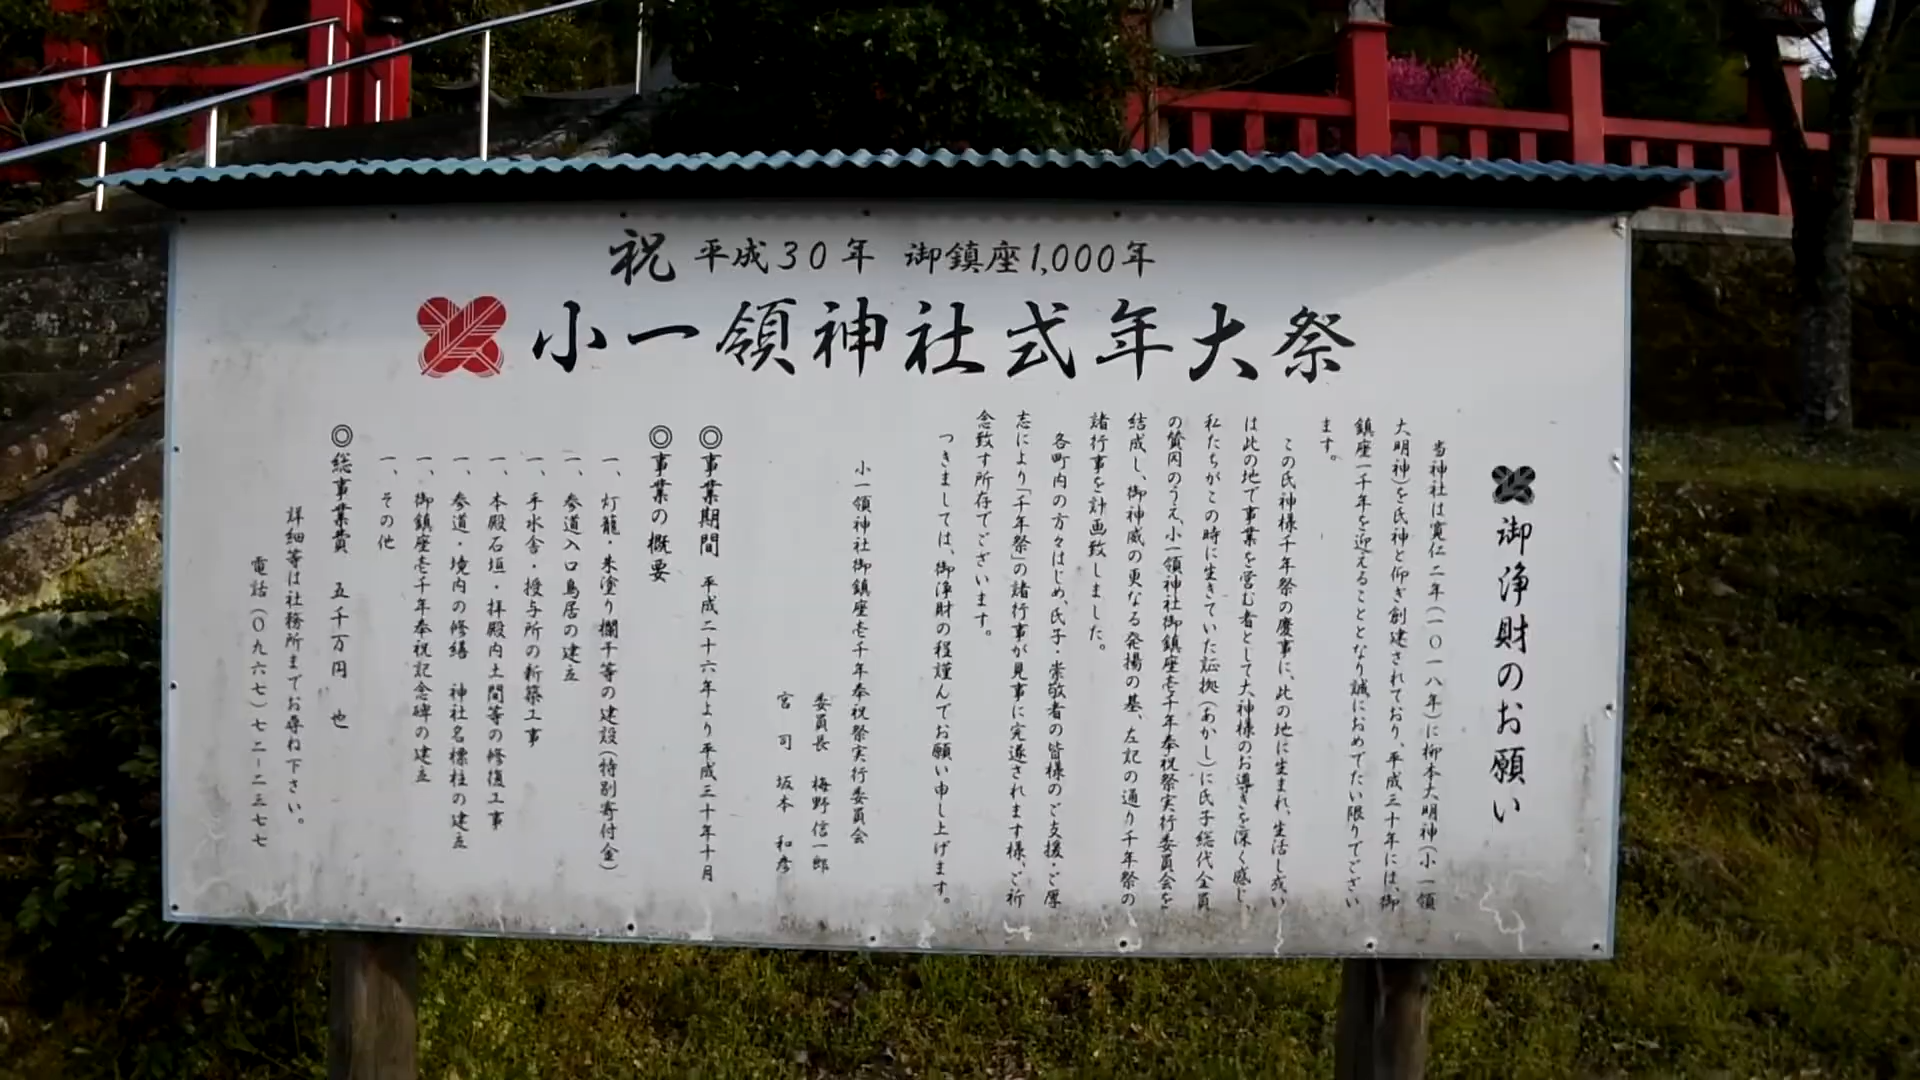 祝 平成30年 御鎮座1,000年
小一領神社式年大祭
御浄財のお願い
当神社は寛仁二年(一〇一八年)に柳本大明神(小一領
大明神)を氏神と仰ぎ創建されており、平成三十年には、御
鎮座一千年を迎えることとなり誠におめでたい限りでござい
ます。
この氏神様千年祭の慶事に、此の地に生まれ、生活し或い
は此の地で事業を営む者として大神様のお導きを深く感じ、
私たちがこの時に生きていた証拠(あかし)に氏子総代全員
の賛同のうえ、小一領神社御鎮座壱千年奉祝祭実行委員会を
結成し、御神威の更なる発揚の基、左記の通り千年祭の
諸行事を計画致しました。
各町内の方々はじめ、氏子・崇敬者の皆様のご支援・ご厚
志により「千年祭」の諸行事が見事に完遂されます様、ご祈
念致す所存でございます。
つきましては、御浄財の程謹んでお願い申し上げます。
小一領神社御鎮座壱千年奉祝祭実行委員会
委員長 梅野信一郎
宮司 坂本和彦
◎事業期間 平成二十六年より平成三十年十月
◎事業の概要
一、灯籠・朱塗り欄干等の建設(特別寄付金)
一、参道入口鳥居の建立
一、手水舎・授与所の新築工事
一、本殿石垣・拝殿内土間等の修復工事
一、参道・境内の修繕 神社名標柱の建立
一、御鎮座壱千年奉祝記念碑の建立
一、その他
◎総事業費 五千万円 也
詳細等は社務所までお尋ね下さい。
電話(〇九六七)七二ー二三七七